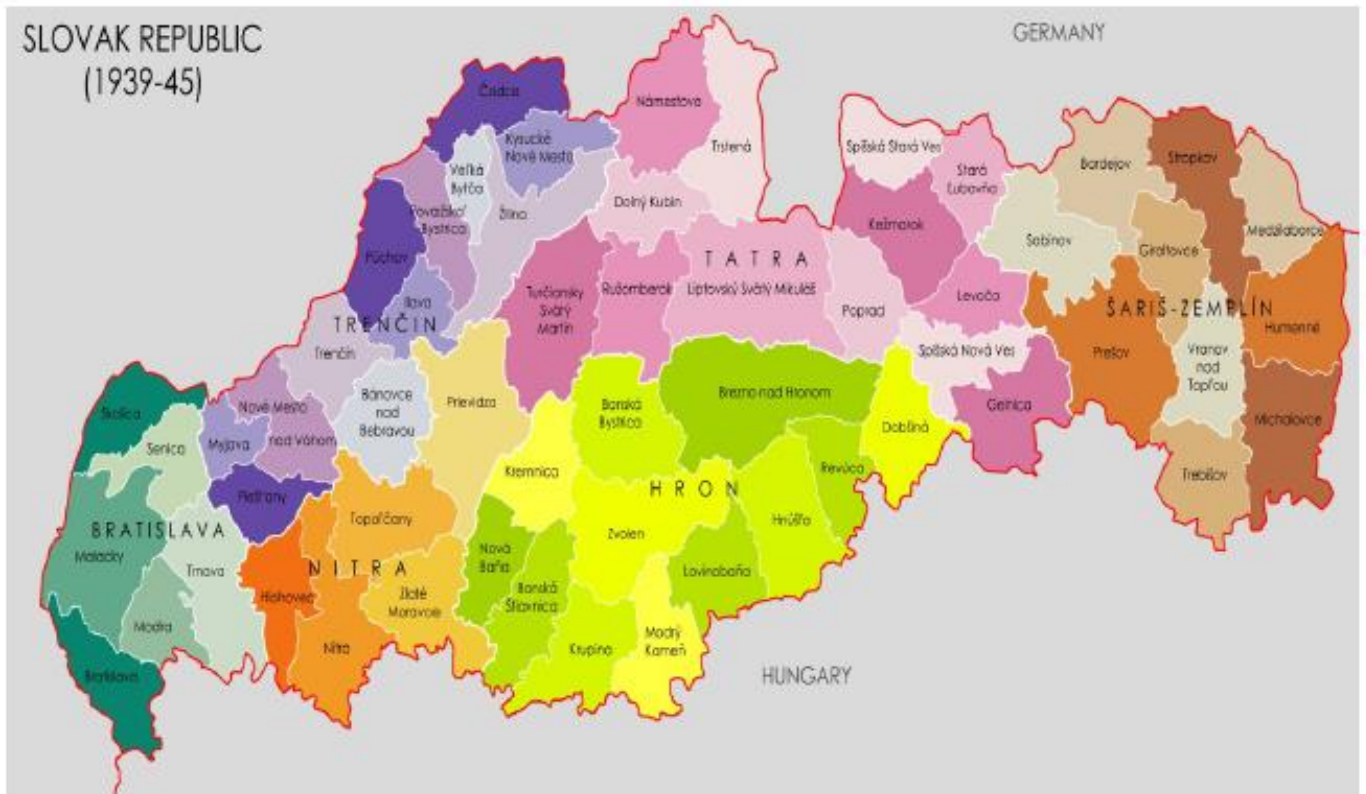 SLOVAK REPUBLIC
(1939-45)
GERMANY
HUNGARY
Čadca
Kysucké
Nové Mesto
Veľká
Bytča
Považská
Bystrica
Žilina
Púchov
Ilava
TRENČÍN
Trenčín
Nové Mesto
nad Váhom
Myjava
Bánovce
nad
Bebravou
Piešťany
Námestovo
Trstená
Dolný Kubín
Turčiansky
Svätý
Martin
Ružomberok
TATRA
Liptovský Svätý Mikuláš
Poprad
Spišská Stará Ves
Stará
Ľubovňa
Kežmarok
Levoča
Spišská Nová Ves
Gelnica
Bardejov
Stropkov
Medzilaborce
Sabinov
Giraltovce
ŠARIŠ-ZEMPLÍN
Humenné
Prešov
Vranov
nad
Topľou
Michalovce
Trebišov
Skalica
Senica
BRATISLAVA
Malacky
Trnava
Modra
Bratislava
Prievidza
Topoľčany
NITRA
Hlohovec
Zlaté
Moravce
Nitra
Kremnica
Banská
Bystrica
Brezno nad Hronom
Dobšiná
HRON
Revúca
Hnúšťa
Zvolen
Nová
Baňa
Banská
Štiavnica
Lovinobaňa
Krupina
Modrý
Kameň